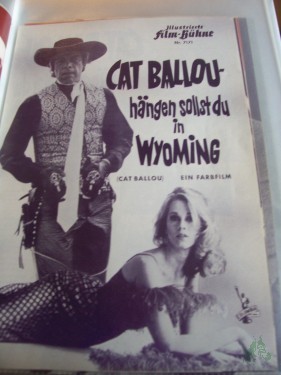 Illustrierte
Film-Bühne
CAT BALLOU-
hängen sollst du
in
WYOMING
(CAT BALLOU)
EIN FARBFILM